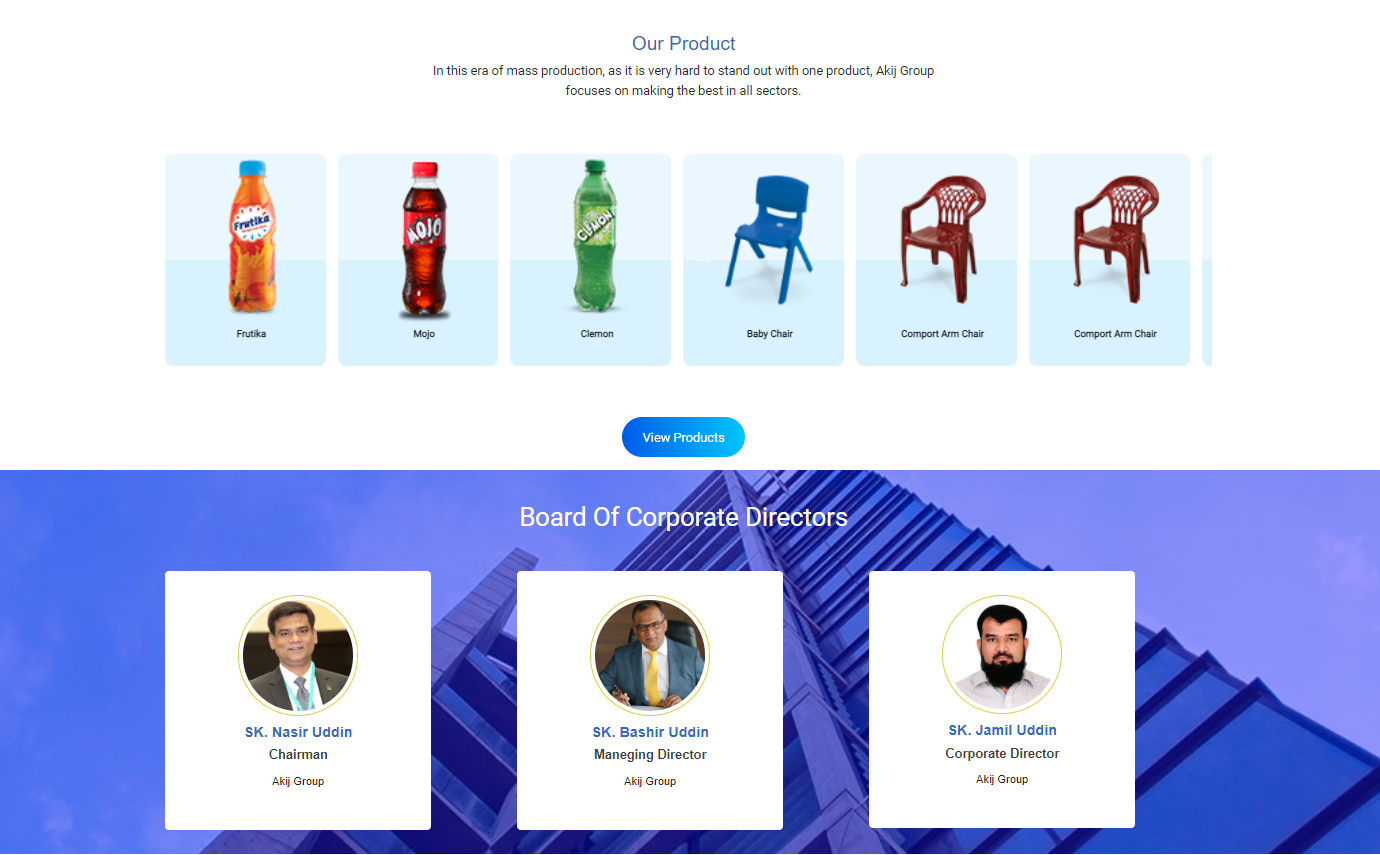 Our Product
In this era of mass production, as it is very hard to stand out with one product, Akij Group
focuses on making the best in all sectors.
Frutika
MOJO
CLEMON
Frutika
Mojo
Clemon
Baby Chair
Comport Arm Chair
Comport Arm Chair
View Products
Board Of Corporate Directors
SK. Nasir Uddin
Chairman
Akij Group
SK. Bashir Uddin
Maneging Director
Akij Group
SK. Jamil Uddin
Corporate Director
Akij Group